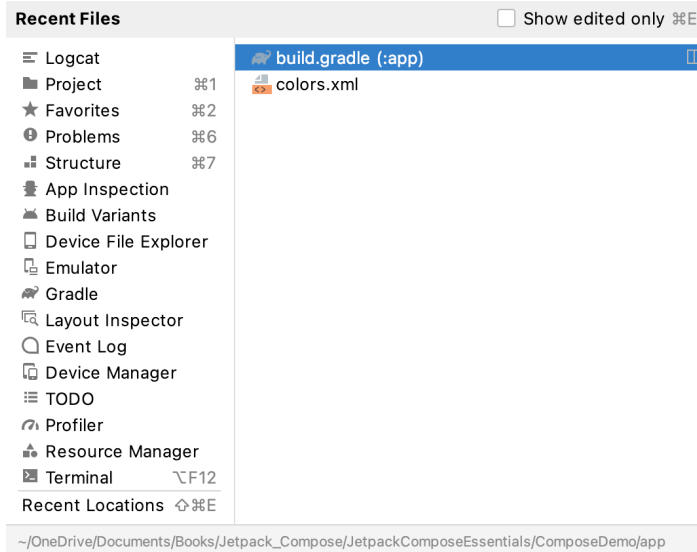 Recent Files
Show edited only ⌘E
Logcat
Project ⌘1
Favorites ⌘2
Problems ⌘6
Structure ⌘7
App Inspection
Build Variants
Device File Explorer
Emulator
Gradle
Layout Inspector
Event Log
Device Manager
TODO
Profiler
Resource Manager
Terminal ⌥F12
Recent Locations ⇧⌘E
build.gradle (:app)
colors.xml
~/OneDrive/Documents/Books/Jetpack_Compose/JetpackComposeEssentials/ComposeDemo/app